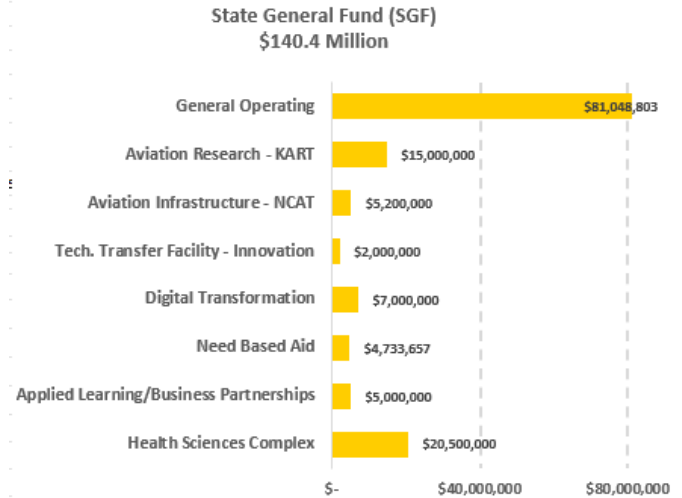 State General Fund (SGF)
$140.4 Million
General Operating $81,048,803
Aviation Research - KART $15,000,000
Aviation Infrastructure - NCAT $5,200,000
Tech. Transfer Facility - Innovation $2,000,000
Digital Transformation $7,000,000
Need Based Aid $4,733,657
Applied Learning/Business Partnerships $5,000,000
Health Sciences Complex $20,500,000
$- $40,000,000 $80,000,000